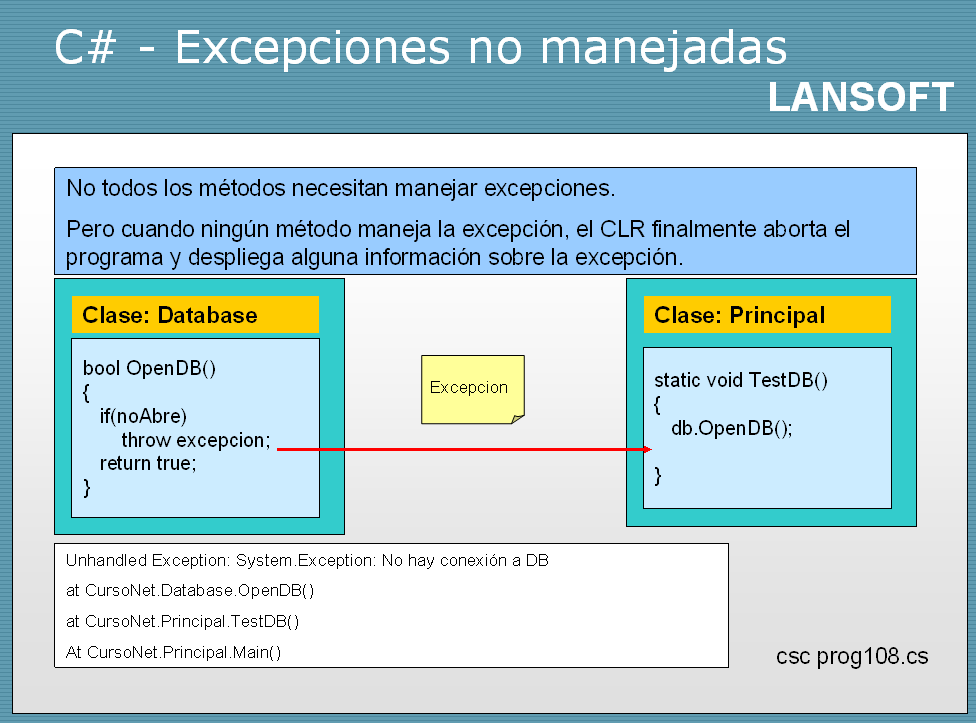 C# - Excepciones no manejadas
LANSOFT
No todos los métodos necesitan manejar excepciones.
Pero cuando ningún método maneja la excepción, el CLR finalmente aborta el
programa y despliega alguna información sobre la excepción.
Clase: Database
bool OpenDB()
{
if(noAbre)
throw excepcion;
return true;
}
Excepcion
Clase: Principal
static void TestDB()
{
db.OpenDB();
}
Unhandled Exception: System.Exception: No hay conexión a DB
at CursoNet.Database.OpenDB()
at CursoNet.Principal.TestDB()
At CursoNet.Principal.Main()
csc prog108.cs